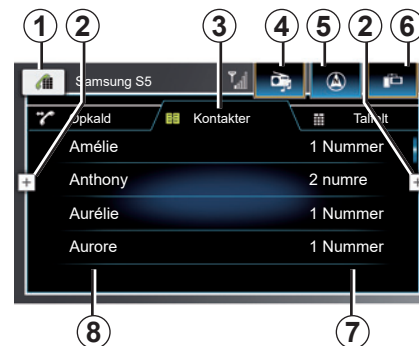 1 2 3 4 5 2 6
Samsung S5
Opkald Kontakter Talfelt
Amélie 1 Nummer
Anthony 2 numre
Aurélie 1 Nummer
Aurore 1 Nummer
8 7